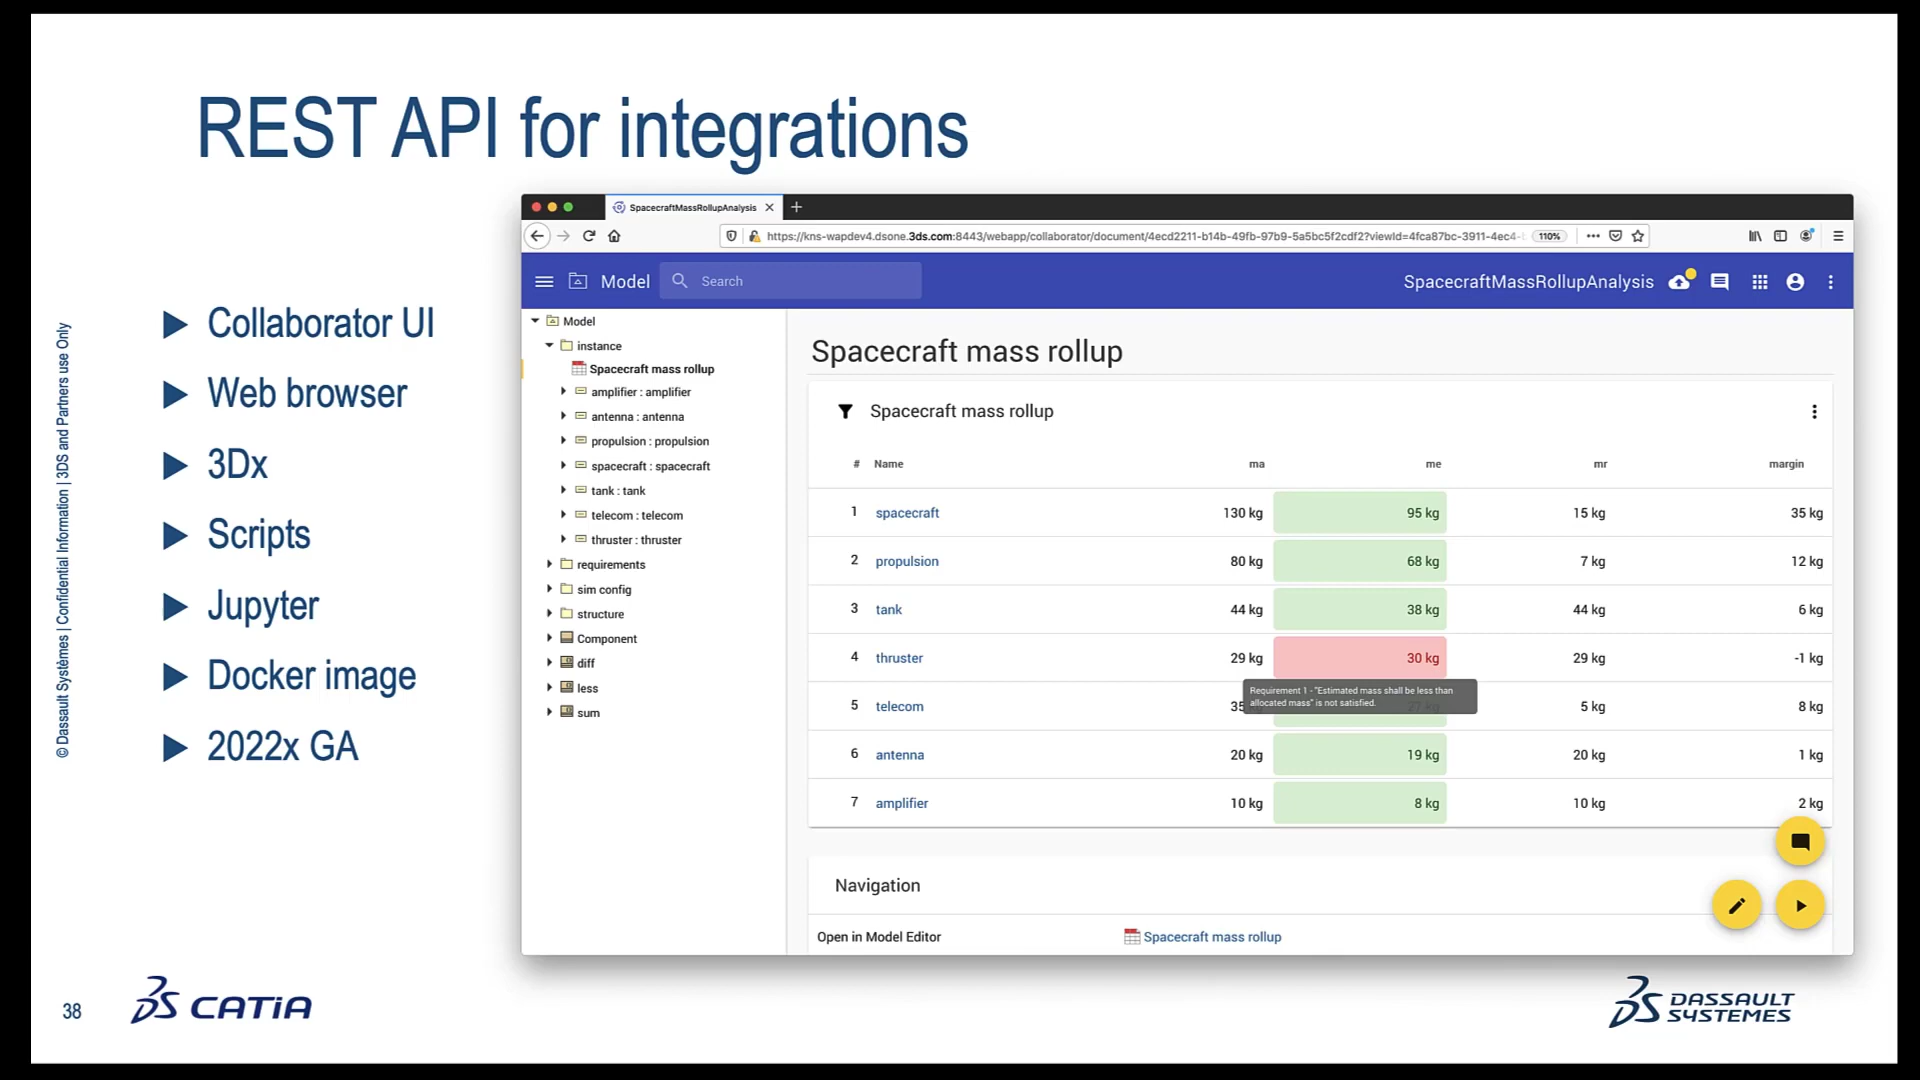 REST API for integrations
© Dassault Systèmes | Confidential Information | 3DS and Partners use Only
Collaborator UI
Web browser
3Dx
Scripts
Jupyter
Docker image
2022x GA
SpacecraftMassRollupAnalysis
https://kns-wapdev4.dsone.3ds.com:8443/webapp/collaborator/document/4ecd2211-b14b-49fb-97b9-5a5bc5f2cdf2?viewId=4fca87bc-3911-4ec4-
110%
Model
Search
SpacecraftMassRollupAnalysis
Model
instance
Spacecraft mass rollup
amplifier : amplifier
antenna : antenna
propulsion : propulsion
spacecraft : spacecraft
tank : tank
telecom : telecom
thruster : thruster
requirements
sim config
structure
Component
diff
less
sum
Spacecraft mass rollup
Spacecraft mass rollup
# Name ma me mr margin
1 spacecraft 130 kg 95 kg 15 kg 35 kg
2 propulsion 80 kg 68 kg 7 kg 12 kg
3 tank 44 kg 38 kg 44 kg 6 kg
4 thruster 29 kg 30 kg 29 kg -1 kg
Requirement 1 - "Estimated mass shall be less than
allocated mass" is not satisfied.
5 telecom 35 27 kg 5 kg 8 kg
6 antenna 20 kg 19 kg 20 kg 1 kg
7 amplifier 10 kg 8 kg 10 kg 2 kg
Navigation
Open in Model Editor Spacecraft mass rollup
38
CATIA
DASSAULT
SYSTEMES